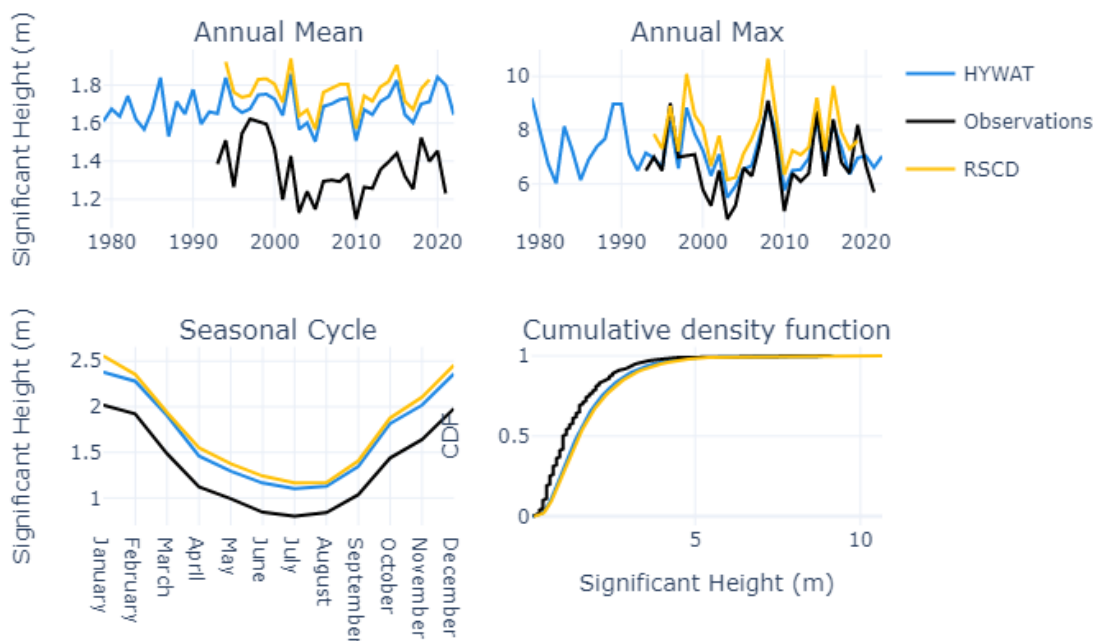 Annual Mean
Annual Max
Significant Height (m)
1.8
1.6
1.4
1.2
1980
1990
2000
2010
2020
10
8
6
1980
1990
2000
2010
2020
HYWAT
Observations
RSCD
Seasonal Cycle
Cumulative density function
Significant Height (m)
2.5
2
1.5
1
January
February
March
April
May
June
July
August
September
October
November
December
CDF
1
0.5
0
5
10
Significant Height (m)